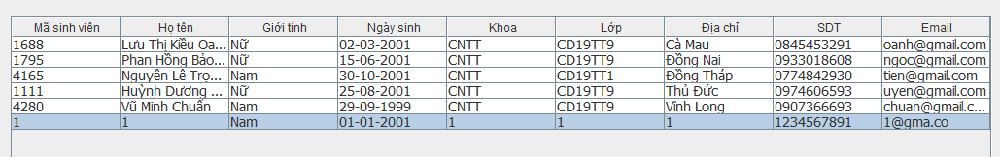 Mã sinh viên Họ tên Giới tính Ngày sinh Khoa Lớp Địa chỉ SDT Email
1688 Lưu Thị Kiều Oa... Nữ 02-03-2001 CNTT CD19TT9 Cà Mau 0845453291 oanh@gmail.com
1795 Phan Hồng Bảo... Nữ 15-06-2001 CNTT CD19TT9 Đồng Nai 0933018608 ngoc@gmail.com
4165 Nguyên Lê Trọ... Nam 30-10-2001 CNTT CD19TT1 Đồng Tháp 0774842930 tien@gmail.com
1111 Huỳnh Dương ... Nữ 25-08-2001 CNTT CD19TT9 Thủ Đức 0974606593 uyen@gmail.com
4280 Vũ Minh Chuẩn Nam 29-09-1999 CNTT CD19TT9 Vĩnh Long 0907366693 chuan@gmail.c...
1 1 Nam 01-01-2001 1 1 1 1234567891 1@gma.co